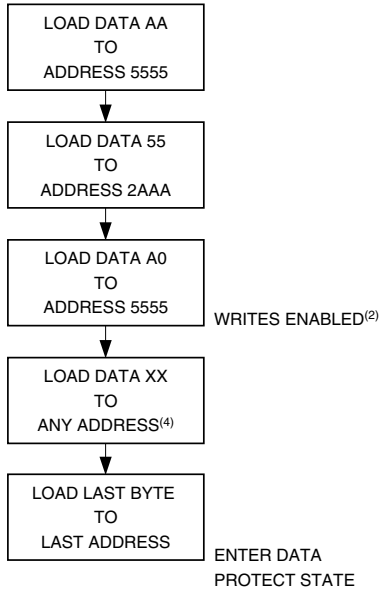 LOAD DATA AA
TO
ADDRESS 5555
LOAD DATA 55
TO
ADDRESS 2AAA
LOAD DATA A0
TO
ADDRESS 5555
WRITES ENABLED(2)
LOAD DATA XX
TO
ANY ADDRESS(4)
LOAD LAST BYTE
TO
LAST ADDRESS
ENTER DATA
PROTECT STATE